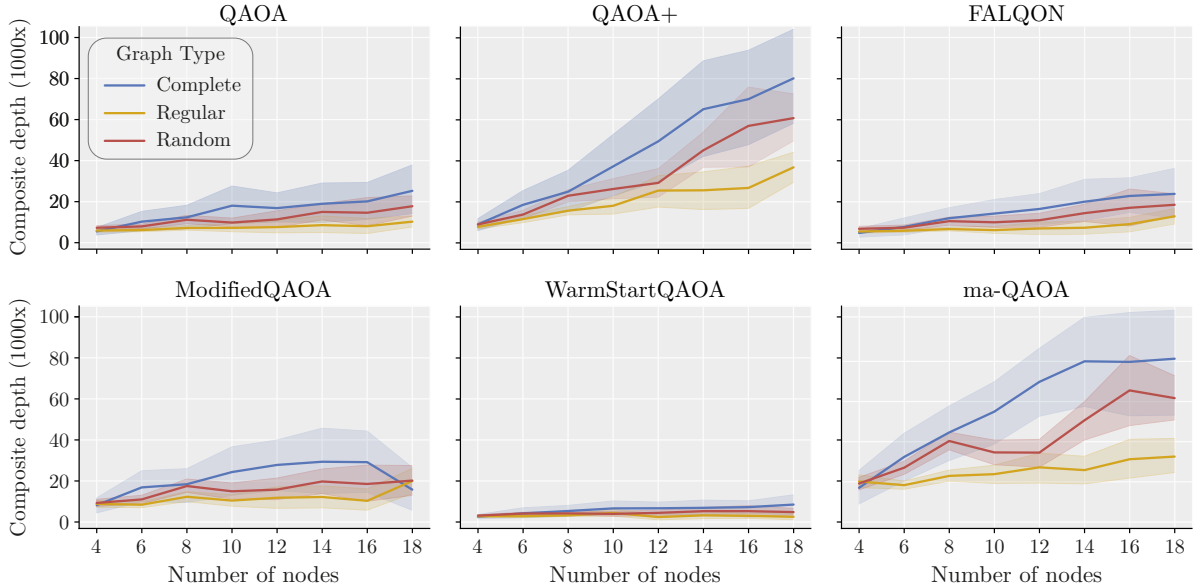 QAOA QAOA+ FALQON
Composite depth (1000x)
100
80
60
40
20
0
Graph Type
Complete
Regular
Random
ModifiedQAOA WarmStartQAOA ma-QAOA
Composite depth (1000x)
100
80
60
40
20
0
4 6 8 10 12 14 16 18 4 6 8 10 12 14 16 18 4 6 8 10 12 14 16 18
Number of nodes Number of nodes Number of nodes